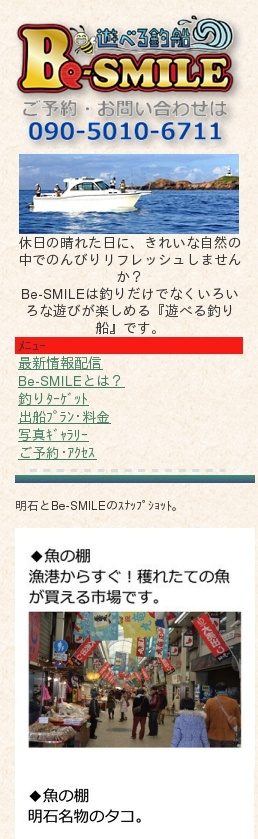 遊べる釣船
Be-SMILE
ご予約・お問い合わせは
090-5010-6711
休日の晴れた日に、きれいな自然の
中でのんびりリフレッシュしません
か？
Be-SMILEは釣りだけでなくいろい
ろな遊びが楽しめる『遊べる釣り
船』です。
ﾒﾆｭｰ
最新情報配信
Be-SMILEとは？
釣りﾀｰｹﾞｯﾄ
出船ﾌﾟﾗﾝ･料金
写真ｷﾞｬﾗﾘｰ
ご予約･ｱｸｾｽ
明石とBe-SMILEのｽﾅｯﾌﾟｼｮｯﾄ。
◆魚の棚
漁港からすぐ！穫れたての魚
が買える市場です。
◆魚の棚
明石名物のタコ。